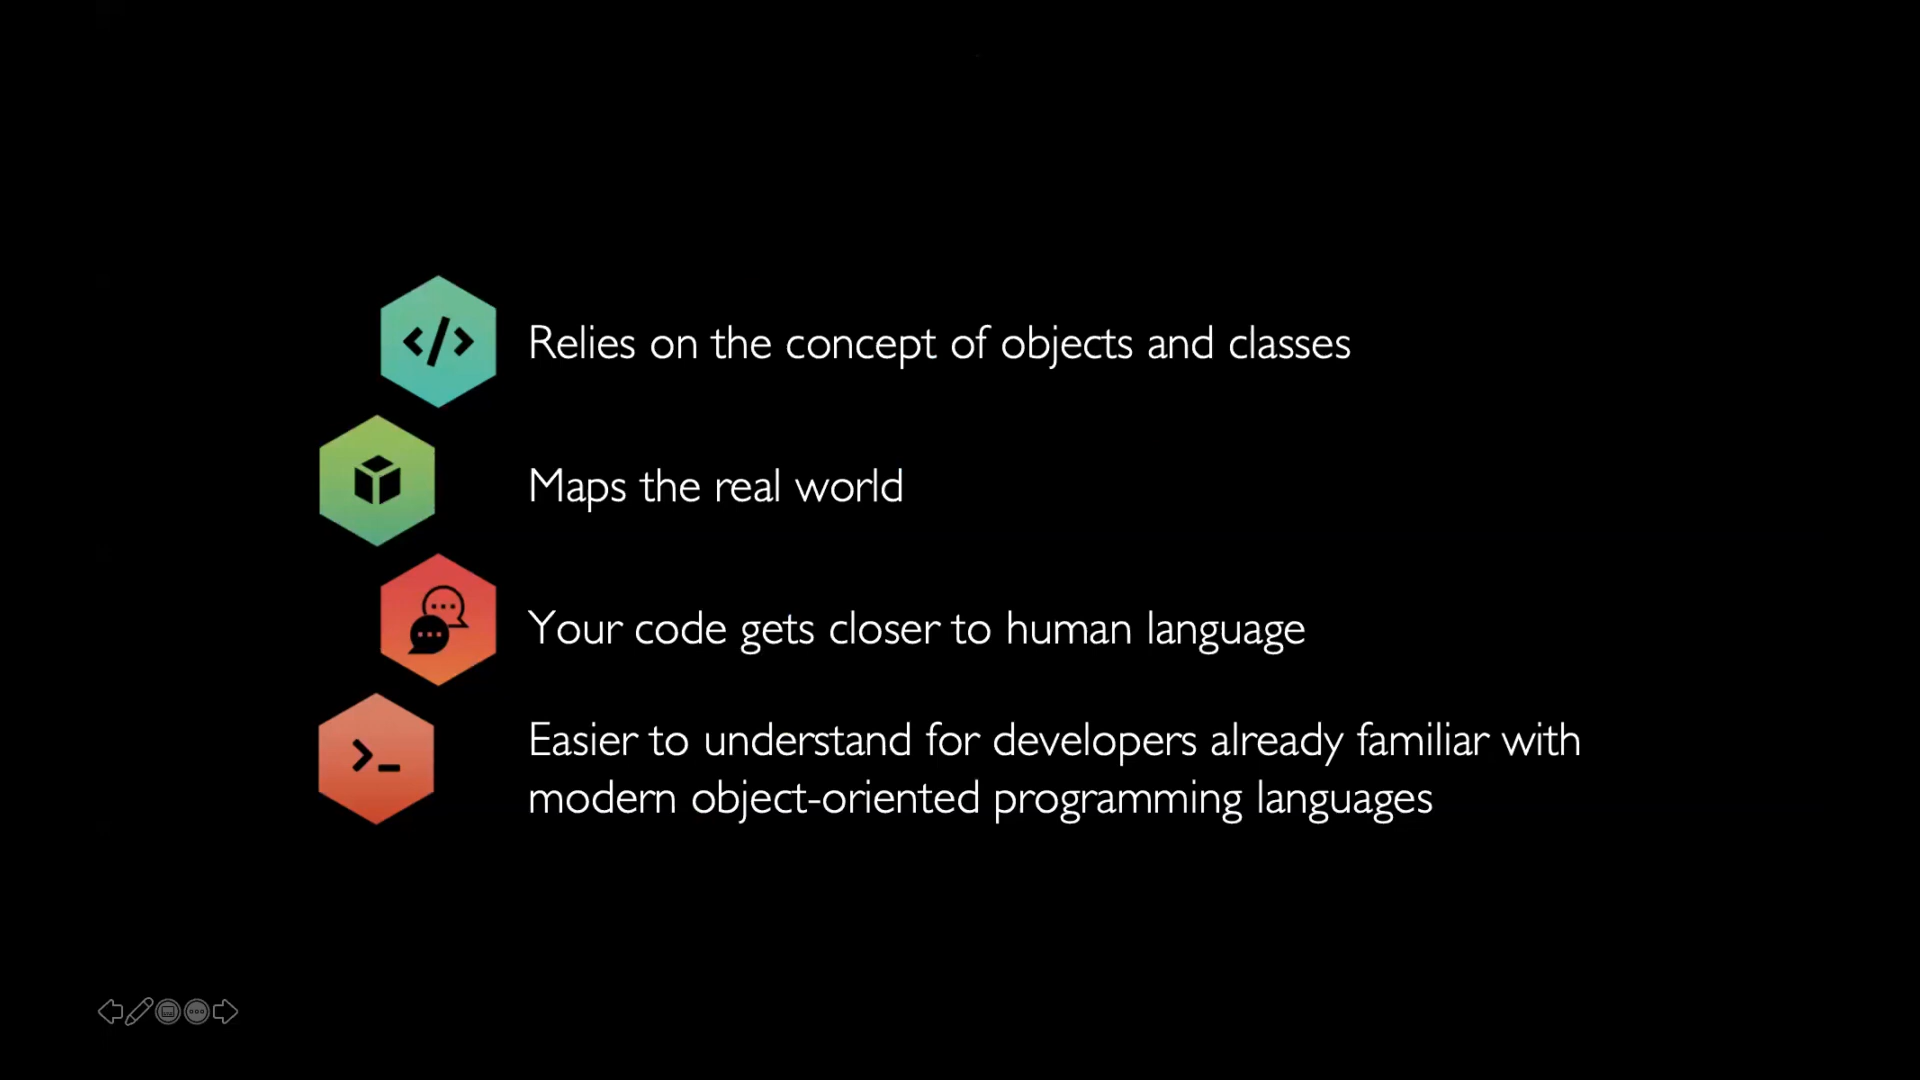 Relies on the concept of objects and classes
Maps the real world
Your code gets closer to human language
Easier to understand for developers already familiar with
modern object-oriented programming languages